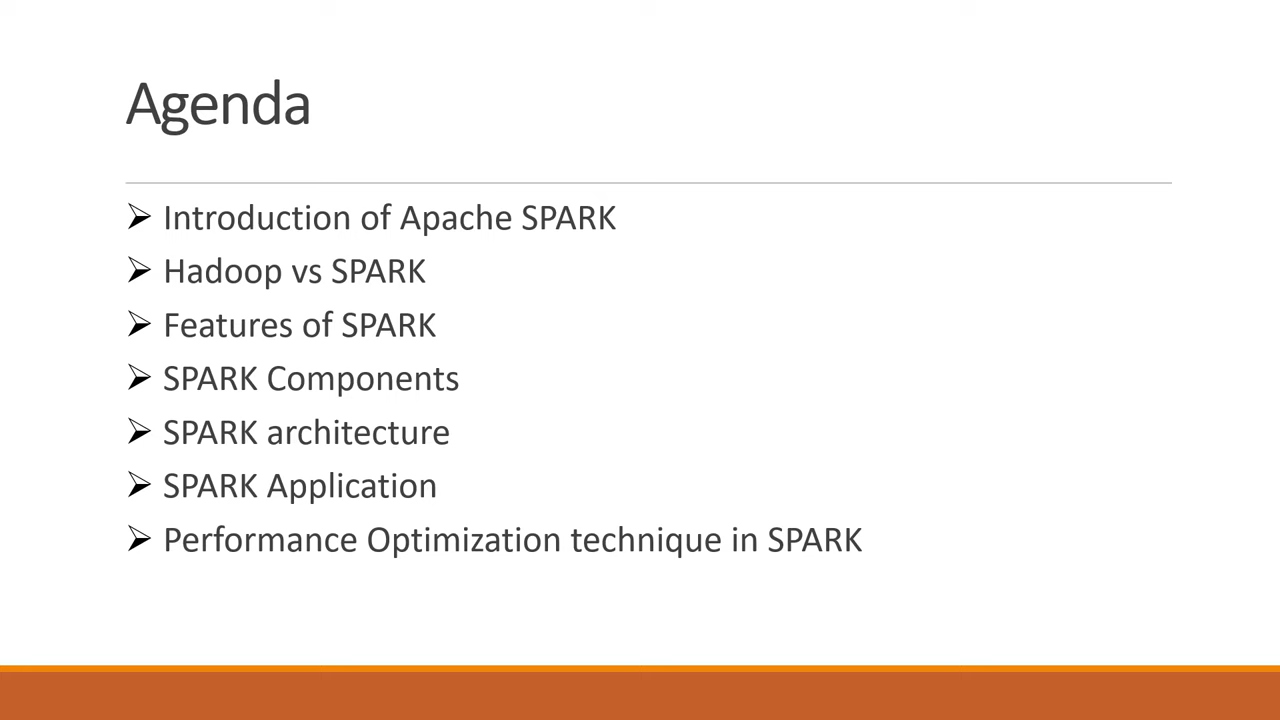 Agenda
➢ Introduction of Apache SPARK
➢ Hadoop vs SPARK
➢ Features of SPARK
➢ SPARK Components
➢ SPARK architecture
➢ SPARK Application
➢ Performance Optimization technique in SPARK